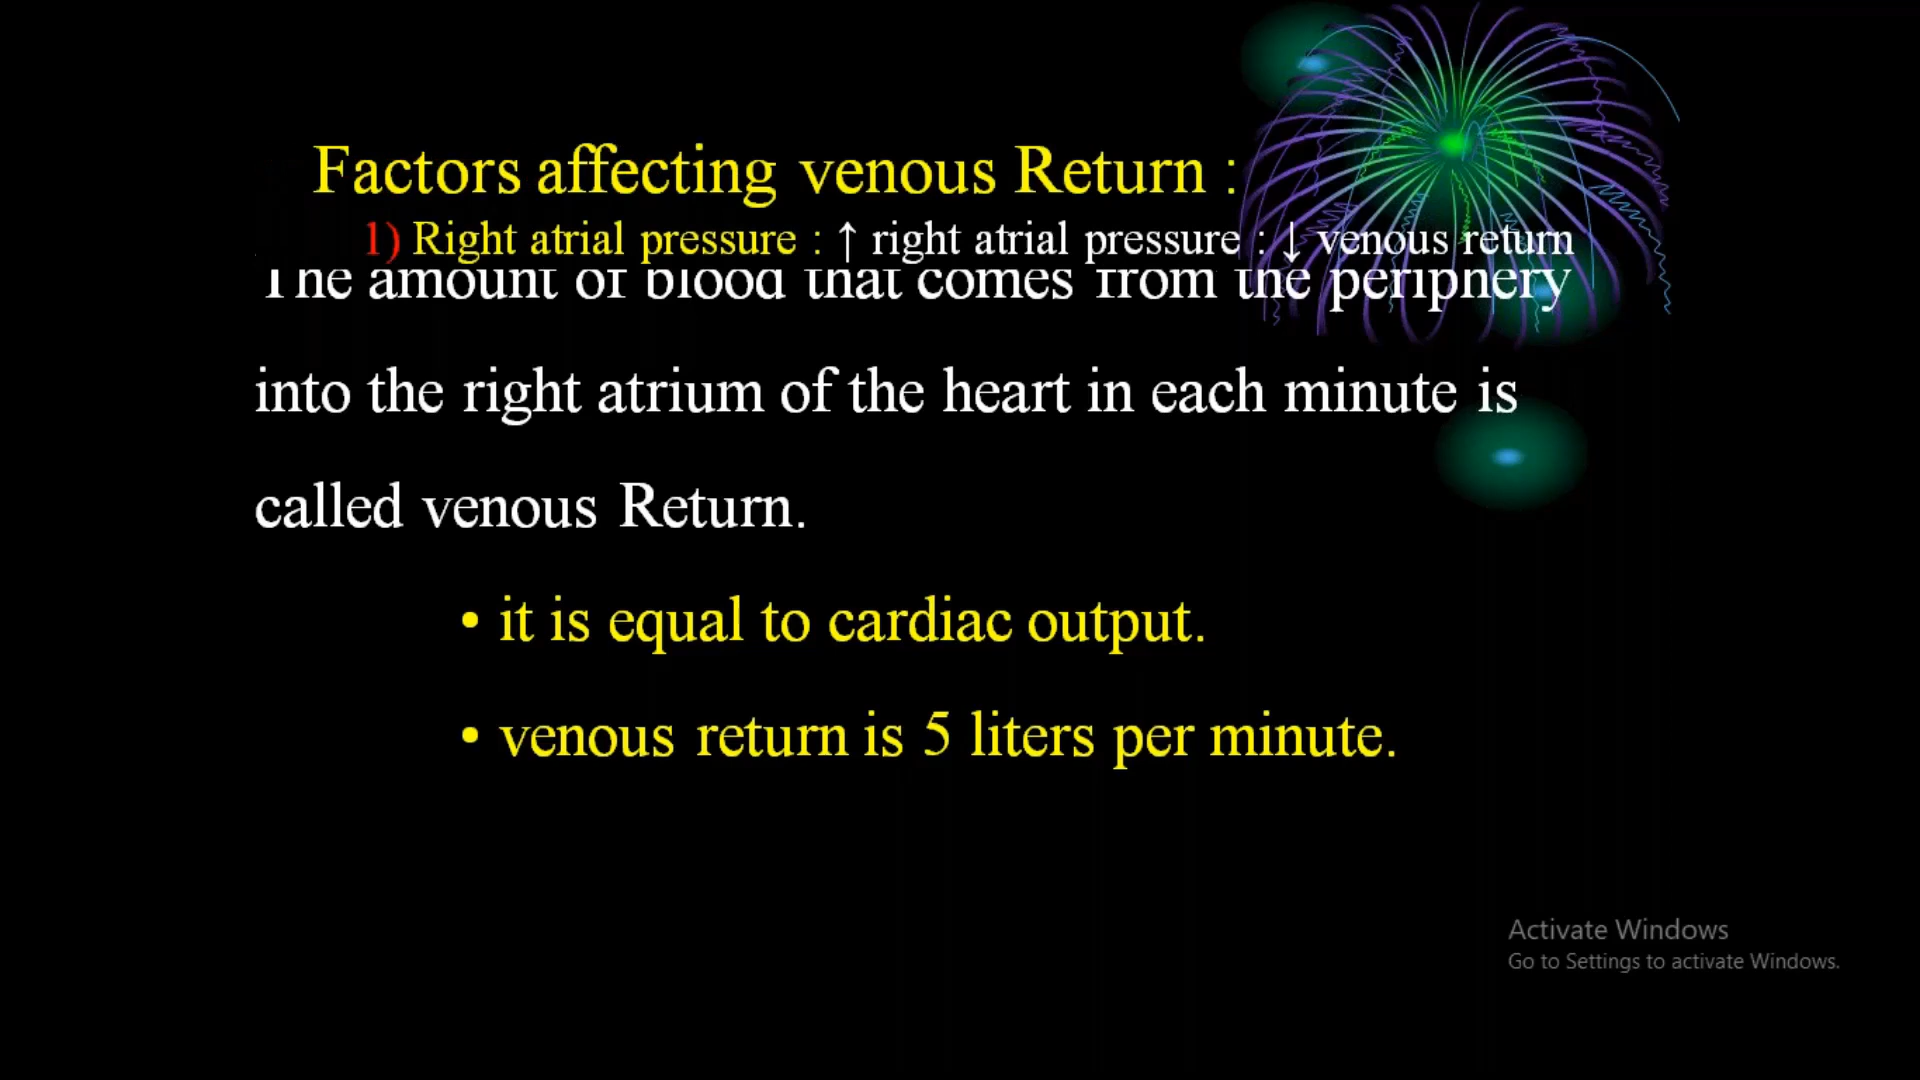 Factors affecting venous Return :
1) Right atrial pressure : ↑ right atrial pressure : ↓ venous return
The amount of blood that comes from the periphery
into the right atrium of the heart in each minute is
called venous Return.
• it is equal to cardiac output.
• venous return is 5 liters per minute.
Activate Windows
Go to Settings to activate Windows.